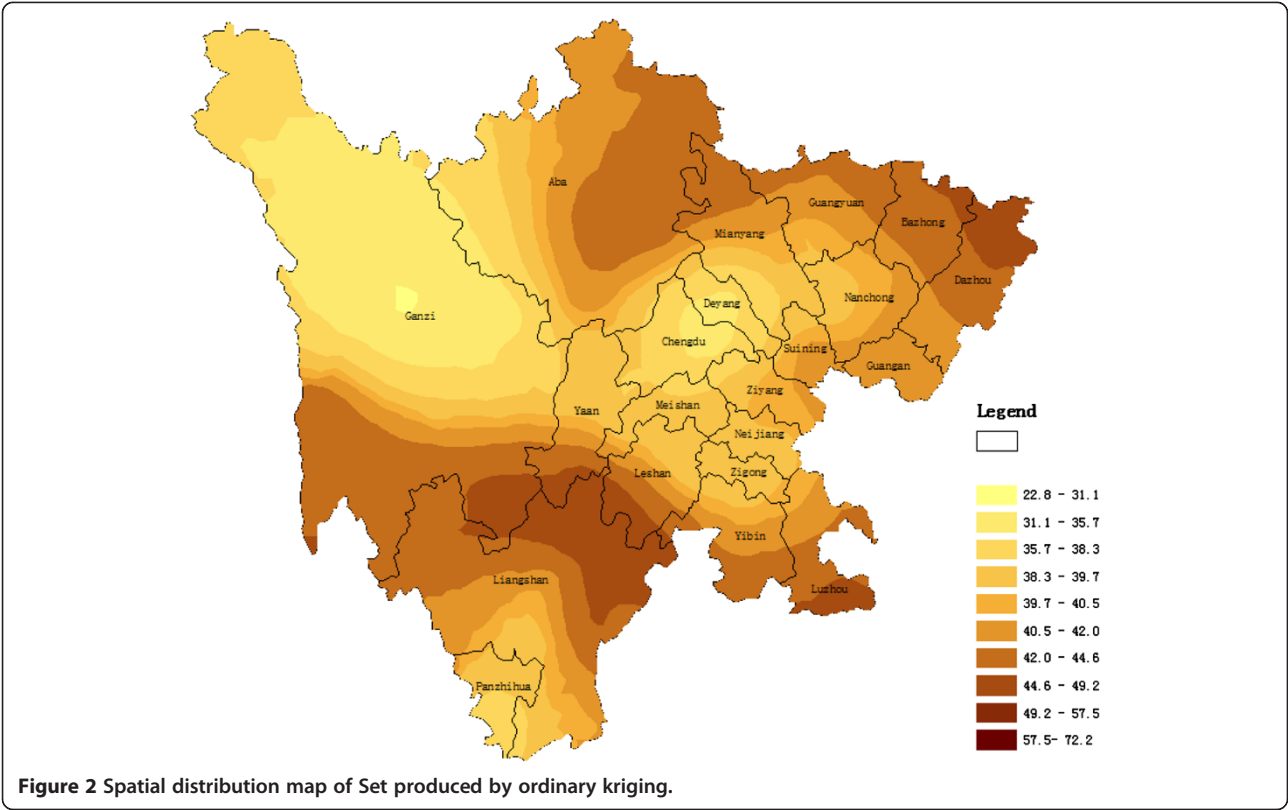 Aba
Guangyuan
Bazhong
Mianyang
Dazhou
Nanchong
Deyang
Ganzi
Chengdu
Suining
Guangan
Ziyang
Yaan
Meishan
Neijiang
Leshan
Zigong
Yibin
Liangshan
Luzhou
Panzhihua
Legend
22.8 - 31.1
31.1 - 35.7
35.7 - 38.3
38.3 - 39.7
39.7 - 40.5
40.5 - 42.0
42.0 - 44.6
44.6 - 49.2
49.2 - 57.5
57.5- 72.2
Figure 2 Spatial distribution map of Set produced by ordinary kriging.